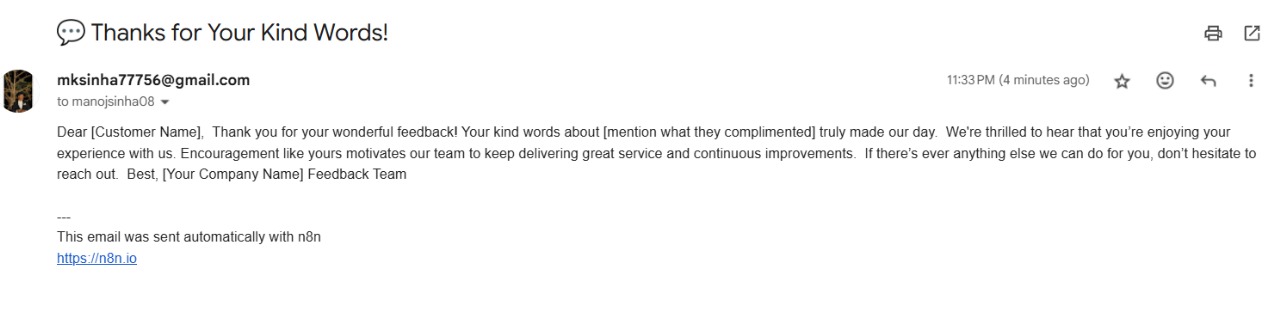 💬 Thanks for Your Kind Words!
mksinha77756@gmail.com
11:33 PM (4 minutes ago)
to manojsinha08
Dear [Customer Name],  Thank you for your wonderful feedback! Your kind words about [mention what they complimented] truly made our day.  We're thrilled to hear that you’re enjoying your
experience with us. Encouragement like yours motivates our team to keep delivering great service and continuous improvements.  If there’s ever anything else we can do for you, don’t hesitate to
reach out.  Best, [Your Company Name] Feedback Team
---
This email was sent automatically with n8n
https://n8n.io